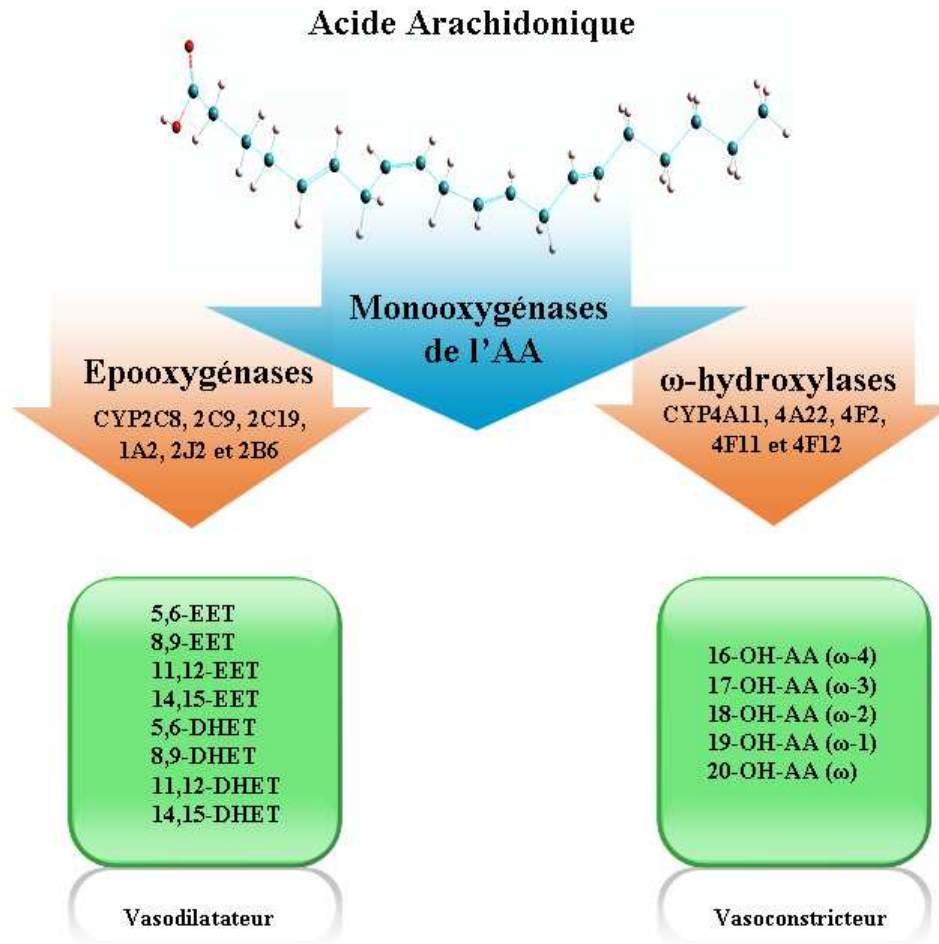 Acide Arachidonique
Monooxygénases
de l'AA
Epooxygénases
CYP2C8, 2C9, 2C19,
1A2, 2J2 et 2B6
ω-hydroxylases
CYP4A11, 4A22, 4F2,
4F11 et 4F12
5,6-EET
8,9-EET
11,12-EET
14,15-EET
5,6-DHET
8,9-DHET
11,12-DHET
14,15-DHET
16-OH-AA (ω-4)
17-OH-AA (ω-3)
18-OH-AA (ω-2)
19-OH-AA (ω-1)
20-OH-AA (ω)
Vasodilatateur
Vasoconstricteur